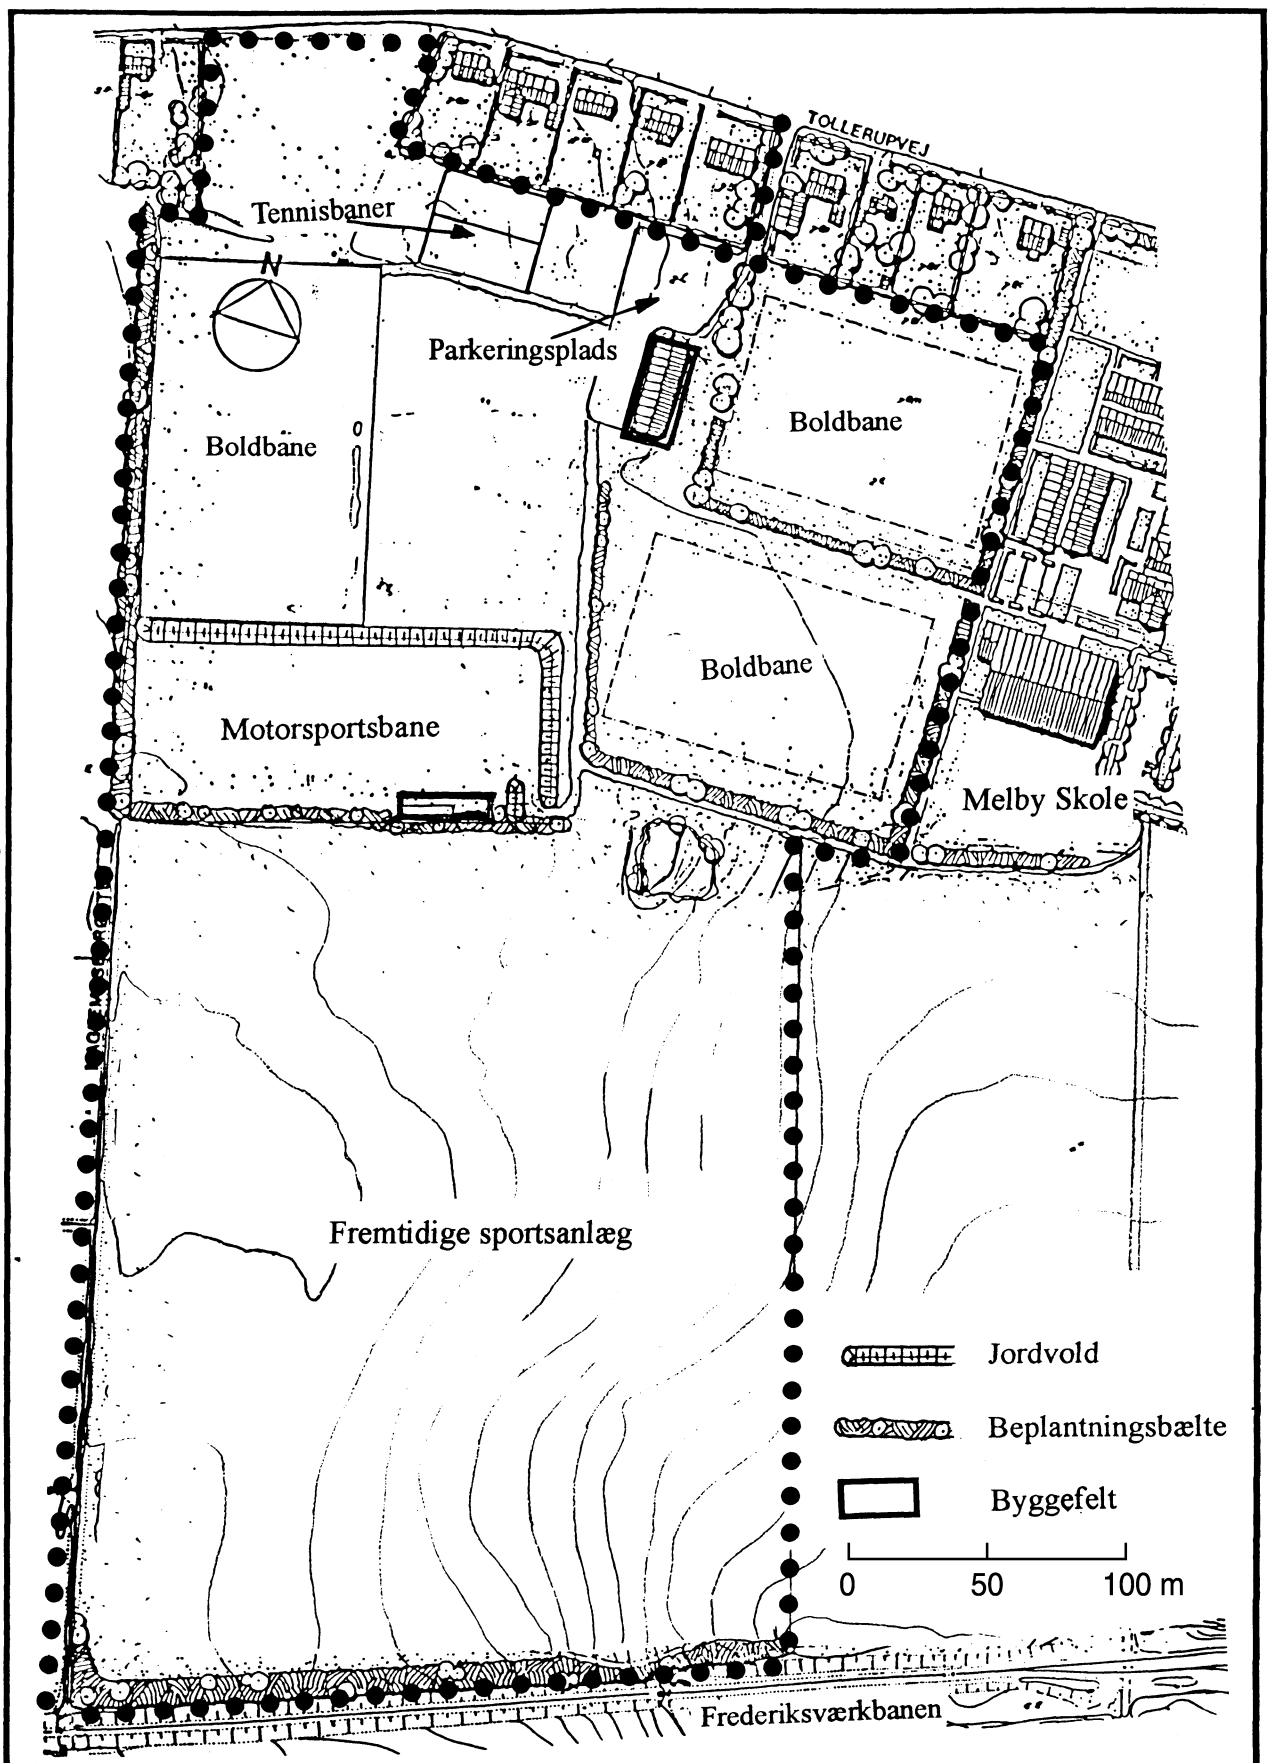 TOLLERUPVEJ
Tennisbaner
N
Parkeringsplads
Boldbane
Boldbane
Boldbane
Motorsportsbane
Melby Skole
Fremtidige sportsanlæg
Jordvold
Beplantningsbælte
Byggefelt
0 50 100 m
Frederiksværkbanen